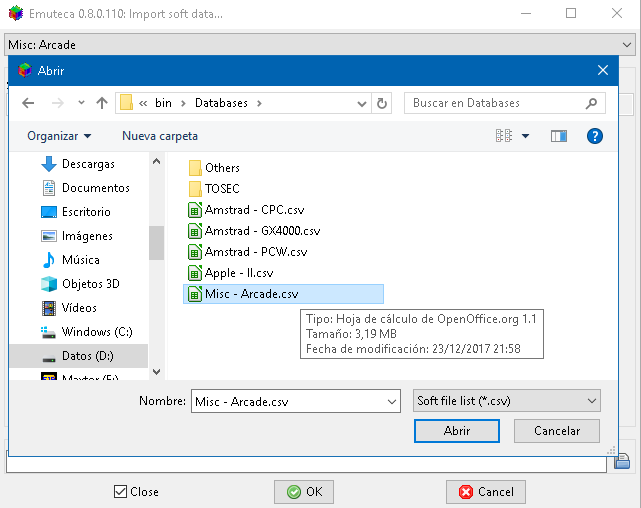 Emuteca 0.8.0.110: Import soft data...
Misc: Arcade
Abrir
« bin > Databases >
Buscar en Databases
Organizar
Nueva carpeta
Descargas
Documentos
Escritorio
Imágenes
Música
Objetos 3D
Vídeos
Windows (C:)
Datos (D:)
Others
TOSEC
Amstrad - CPC.csv
Amstrad - GX4000.csv
Amstrad - PCW.csv
Apple - II.csv
Misc - Arcade.csv
Tipo: Hoja de cálculo de OpenOffice.org 1.1
Tamaño: 3,19 MB
Fecha de modificación: 23/12/2017 21:58
Nombre:
Misc - Arcade.csv
Soft file list (*.csv)
Abrir
Cancelar
Close
OK
Cancel